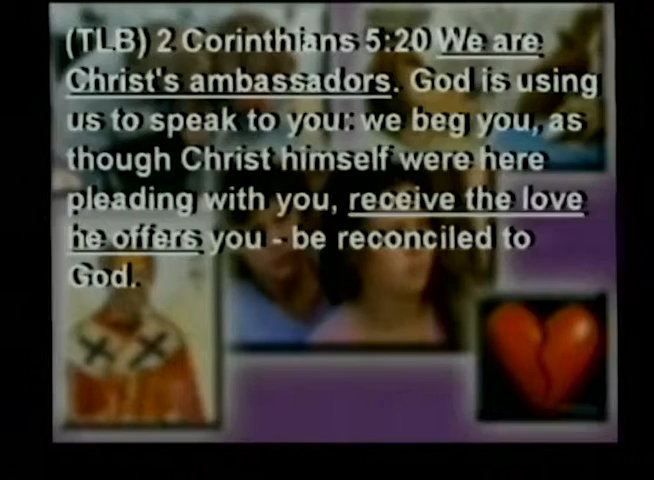 (TLB) 2 Corinthians 5:20 We are
Christ's ambassadors. God is using
us to speak to you: we beg you, as
though Christ himself were here
pleading with you, receive the love
he offers you - be reconciled to
God.